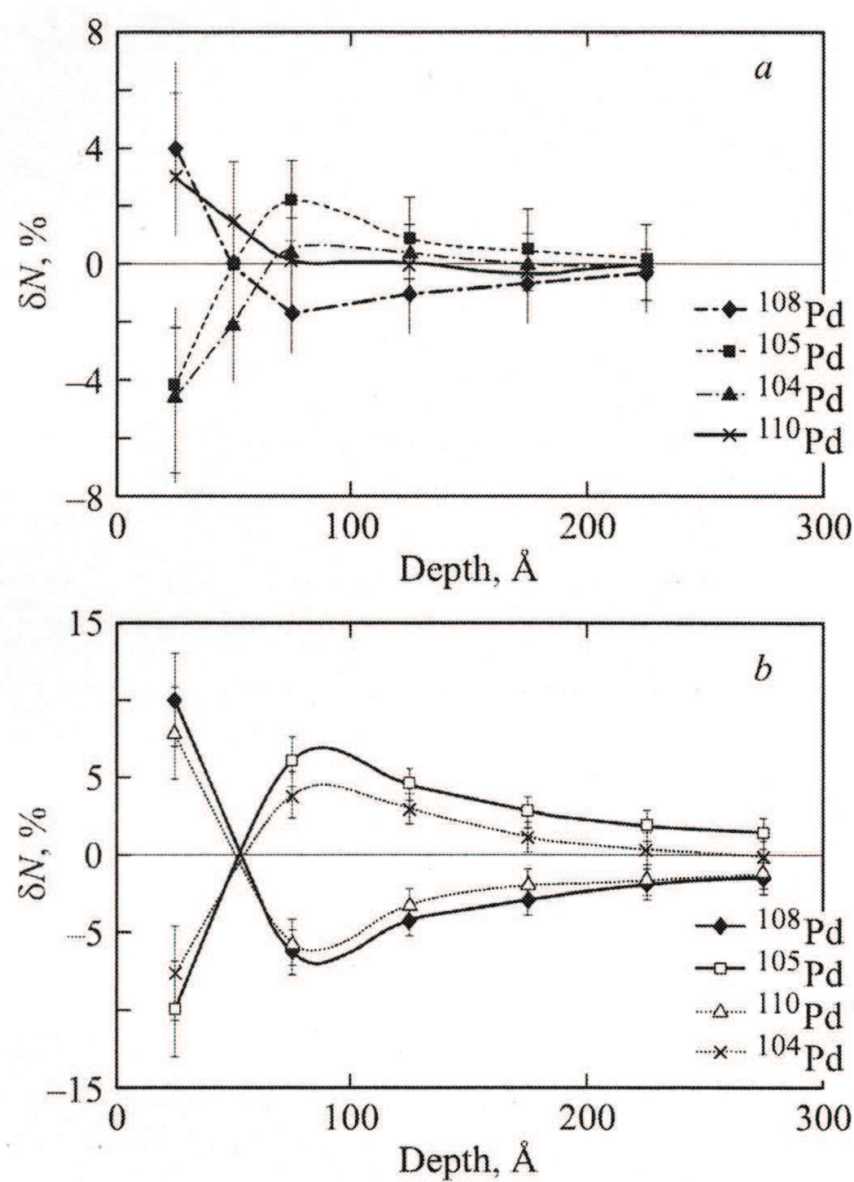 8
a
4
δN, %
0
–4
–8
¹⁰⁸Pd
¹⁰⁵Pd
¹⁰⁴Pd
¹¹⁰Pd
0 100 200 300
Depth, Å
15
b
5
δN, %
0
–5
–15
¹⁰⁸Pd
¹⁰⁵Pd
¹¹⁰Pd
¹⁰⁴Pd
0 100 200 300
Depth, Å